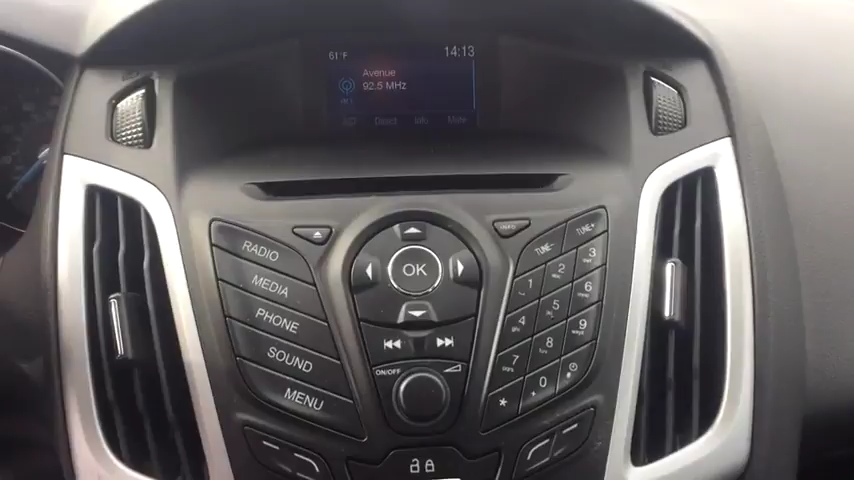 61°F
14:13
Avenue
92.5 MHz
Direct Info Mute
INFO
TUNE- TUNE+
RADIO
MEDIA
PHONE
SOUND
MENU
OK
ON/OFF
1 2 3
4 5 6
7 8 9
* 0